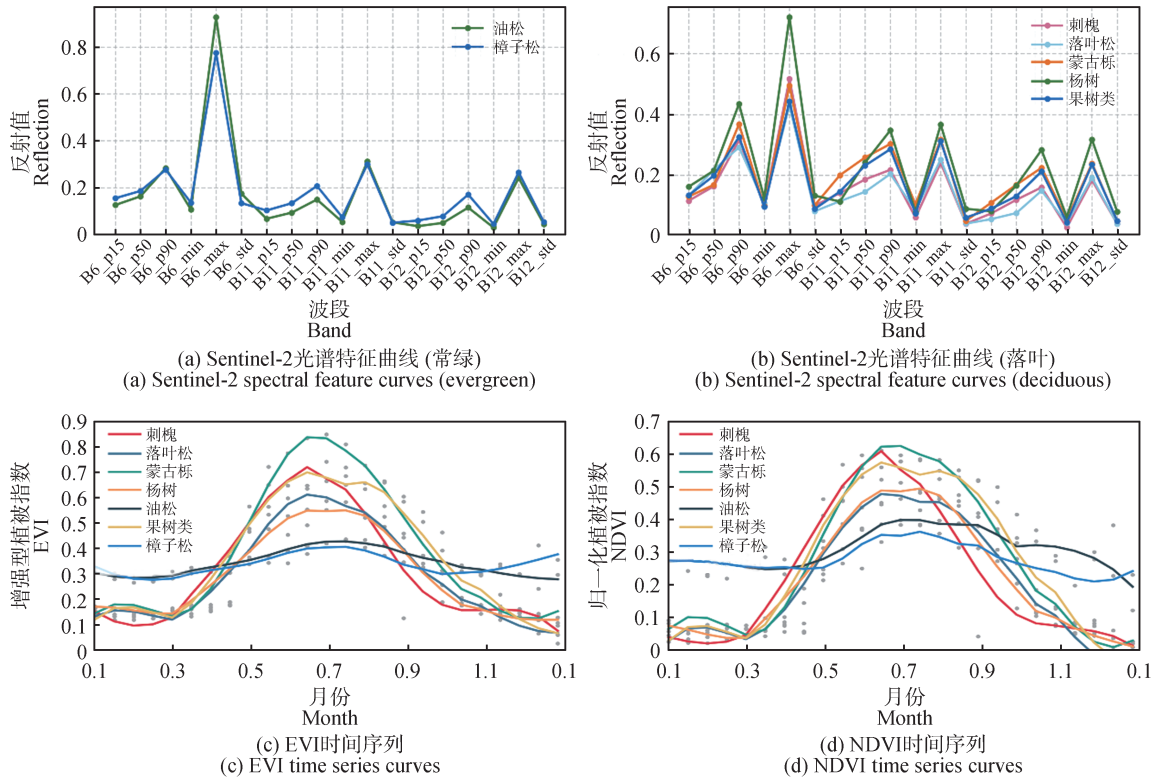 油松
樟子松
0.8
0.6
0.4
0.2
0
反射值
Reflection
B6_p15
B6_p50
B6_p90
B6_min
B6_max
B6_std
B11_p15
B11_p50
B11_p90
B11_min
B11_max
B11_std
B12_p15
B12_p50
B12_p90
B12_min
B12_max
B12_std
波段
Band
(a) Sentinel-2光谱特征曲线 (常绿)
(a) Sentinel-2 spectral feature curves (evergreen)
刺槐
落叶松
蒙古栎
杨树
果树类
0.6
0.4
0.2
0
反射值
Reflection
B6_p15
B6_p50
B6_p90
B6_min
B6_max
B6_std
B11_p15
B11_p50
B11_p90
B11_min
B11_max
B11_std
B12_p15
B12_p50
B12_p90
B12_min
B12_max
B12_std
波段
Band
(b) Sentinel-2光谱特征曲线 (落叶)
(b) Sentinel-2 spectral feature curves (deciduous)
0.9
0.8
0.7
0.6
0.5
0.4
0.3
0.2
0.1
0
增强型植被指数
EVI
刺槐
落叶松
蒙古栎
杨树
油松
果树类
樟子松
0.1 0.3 0.5 0.7 0.9 1.1 0.1
月份
Month
(c) EVI时间序列
(c) EVI time series curves
0.7
0.6
0.5
0.4
0.3
0.2
0.1
0
归一化植被指数
NDVI
刺槐
落叶松
蒙古栎
杨树
油松
果树类
樟子松
0.1 0.3 0.5 0.7 0.9 1.1 0.1
月份
Month
(d) NDVI时间序列
(d) NDVI time series curves